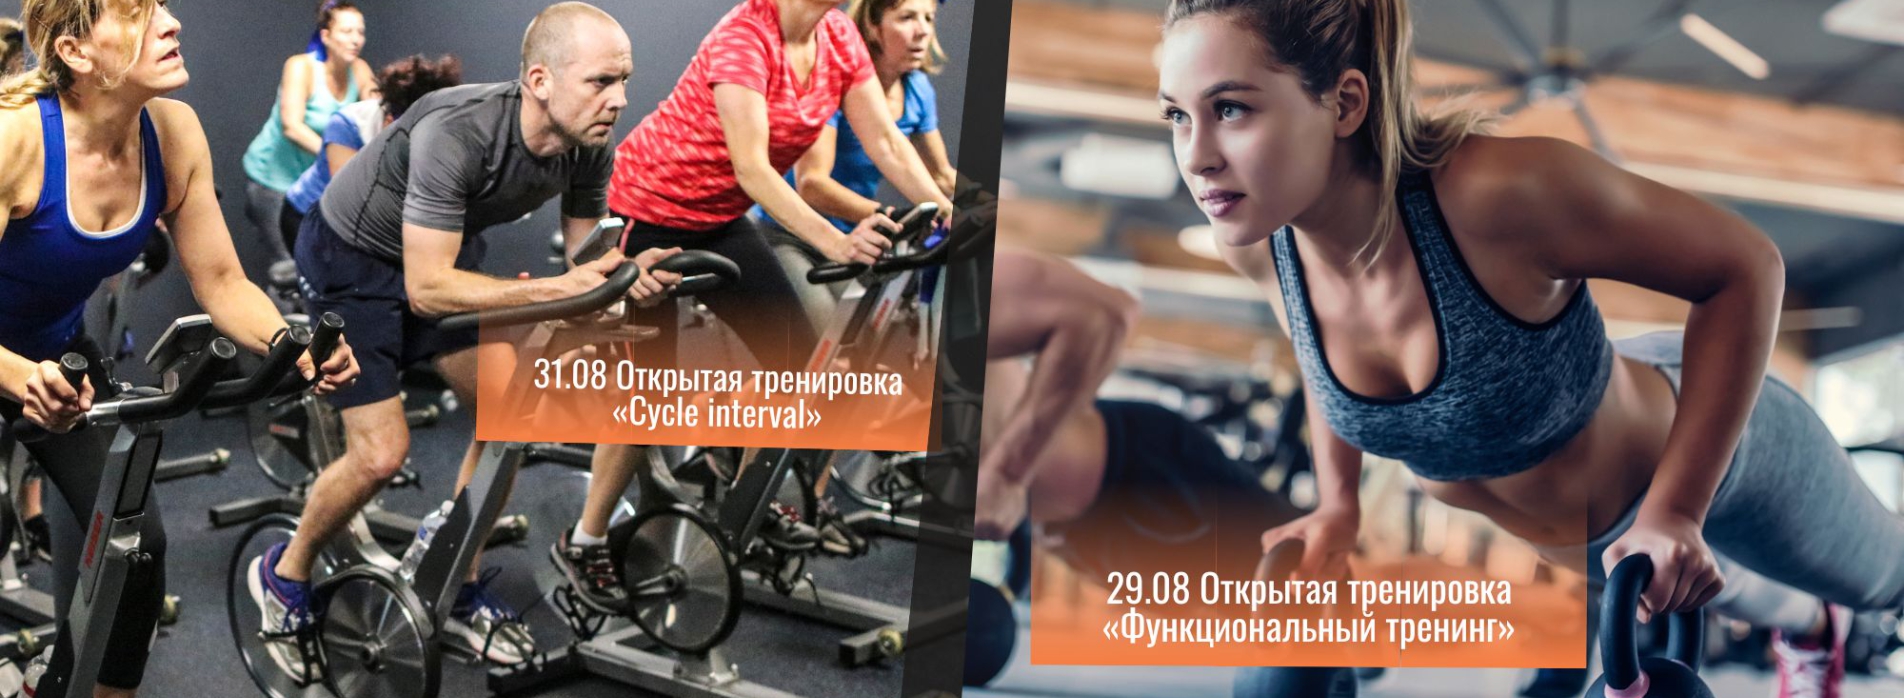 31.08 Открытая тренировка
«Cycle interval»
29.08 Открытая тренировка
«Функциональный тренинг»